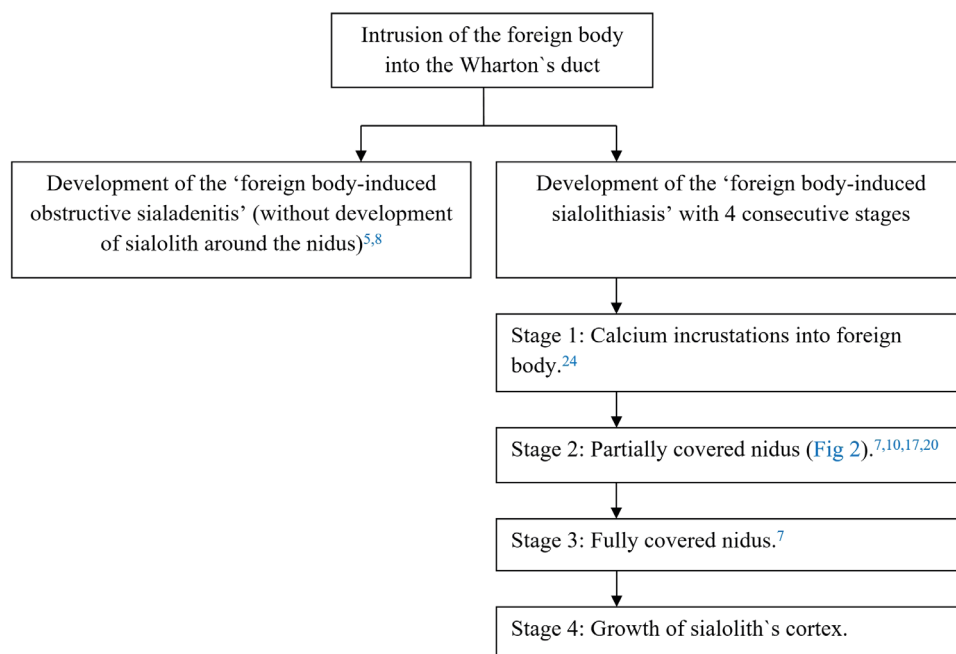 Intrusion of the foreign body
into the Wharton`s duct
Development of the ‘foreign body-induced
obstructive sialadenitis’ (without development
of sialolith around the nidus)5,8
Development of the ‘foreign body-induced
sialolithiasis’ with 4 consecutive stages
Stage 1: Calcium incrustations into foreign
body.24
Stage 2: Partially covered nidus (Fig 2).7,10,17,20
Stage 3: Fully covered nidus.7
Stage 4: Growth of sialolith`s cortex.